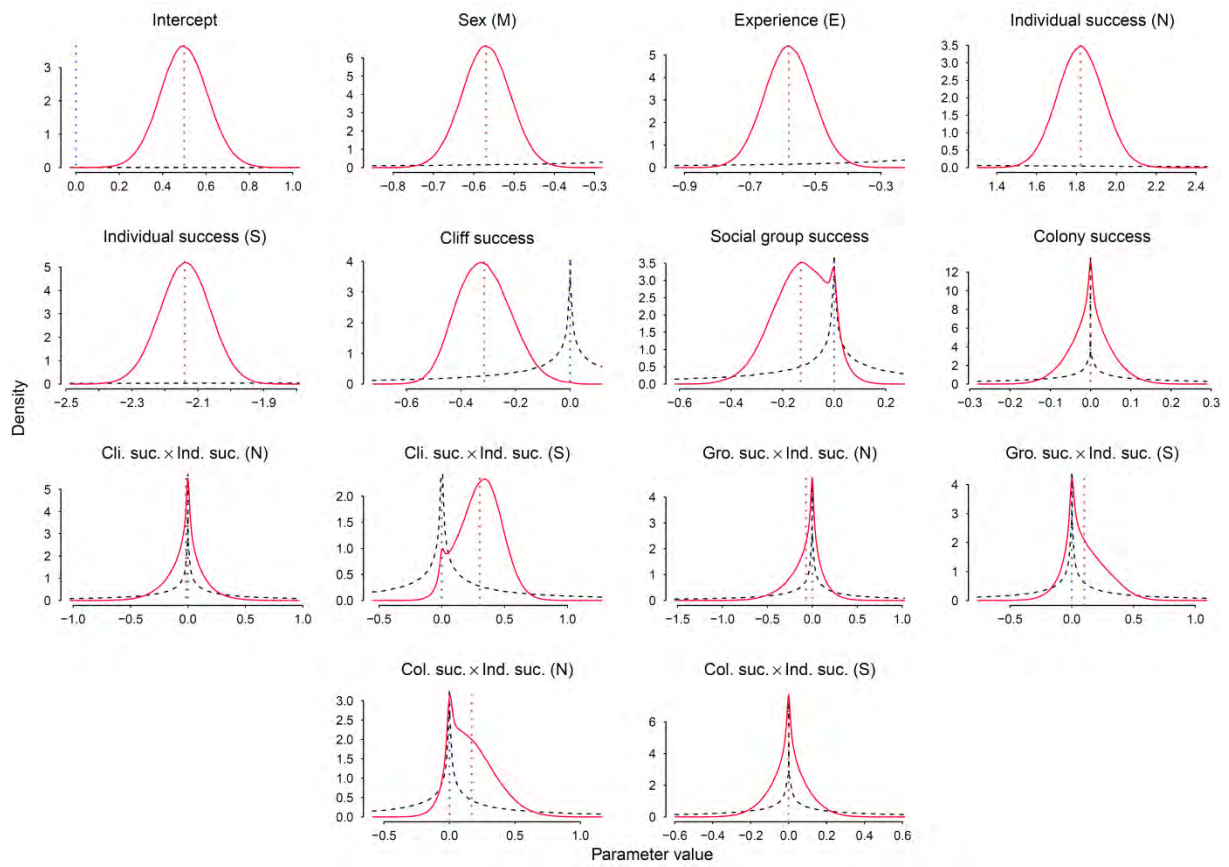 Intercept
Sex (M)
Experience (E)
Individual success (N)
3
2
1
0
0.0 0.2 0.4 0.6 0.8 1.0
6
5
4
3
2
1
0
−0.8 −0.7 −0.6 −0.5 −0.4 −0.3
5
4
3
2
1
0
−0.9 −0.7 −0.5 −0.3
3.5
3.0
2.5
2.0
1.5
1.0
0.5
0.0
1.4 1.6 1.8 2.0 2.2 2.4
Individual success (S)
Cliff success
Social group success
Colony success
5
4
3
2
1
0
−2.5 −2.3 −2.1 −1.9
4
3
2
1
0
−0.6 −0.4 −0.2 0.0
3.5
3.0
2.5
2.0
1.5
1.0
0.5
0.0
−0.6 −0.4 −0.2 0.0 0.2
12
10
8
6
4
2
0
−0.3 −0.2 −0.1 0.0 0.1 0.2 0.3
Density
Cli. suc. × Ind. suc. (N)
Cli. suc. × Ind. suc. (S)
Gro. suc. × Ind. suc. (N)
Gro. suc. × Ind. suc. (S)
5
4
3
2
1
0
−1.0 −0.5 0.0 0.5 1.0
2.0
1.5
1.0
0.5
0.0
−0.5 0.0 0.5 1.0
4
3
2
1
0
−1.5 −1.0 −0.5 0.0 0.5 1.0
4
3
2
1
0
−0.5 0.0 0.5 1.0
Col. suc. × Ind. suc. (N)
Col. suc. × Ind. suc. (S)
3.0
2.5
2.0
1.5
1.0
0.5
0.0
−0.5 0.0 0.5 1.0
6
4
2
0
−0.6 −0.4 −0.2 0.0 0.2 0.4 0.6
Parameter value